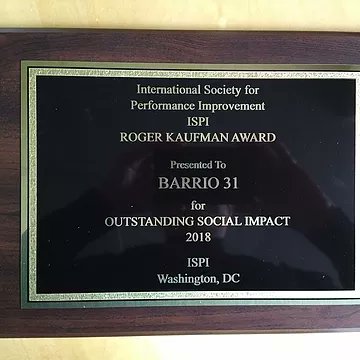 International Society for
Performance Improvement
ISPI
ROGER KAUFMAN AWARD
Presented To
BARRIO 31
for
OUTSTANDING SOCIAL IMPACT
2018
ISPI
Washington, DC